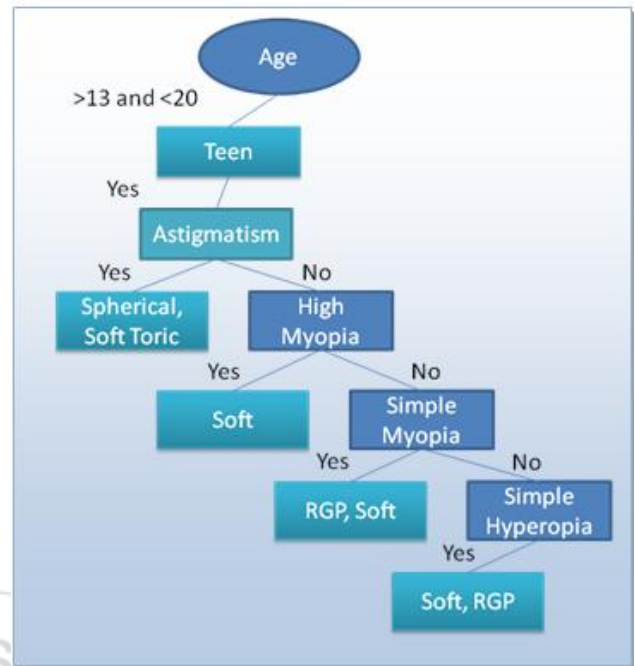 Age
>13 and <20
Teen
Yes
Astigmatism
Yes
No
Spherical,
Soft Toric
High
Myopia
Yes
No
Soft
Simple
Myopia
Yes
No
RGP, Soft
Simple
Hyperopia
Yes
Soft, RGP